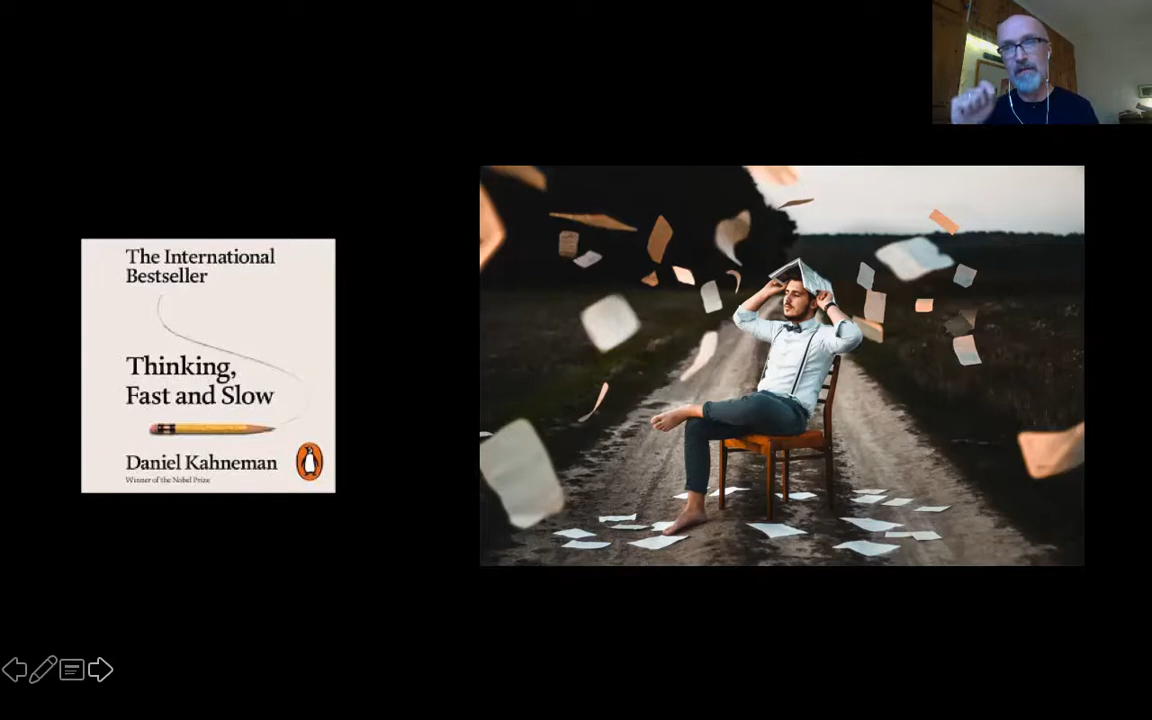 The International
Bestseller
Thinking,
Fast and Slow
Daniel Kahneman
Winner of the Nobel Prize